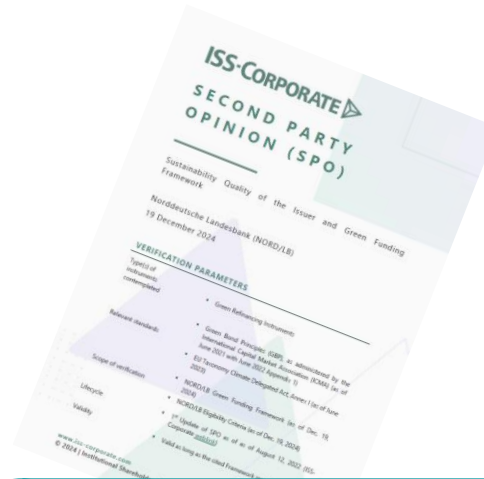 ISS-CORPORATE
SECOND PARTY
OPINION (SPO)
Sustainability Quality of the Issuer and Green Funding
Framework
Norddeutsche Landesbank (NORD/LB)
19 December 2024
VERIFICATION PARAMETERS
Type(s) of
instruments
contemplated
• Green Refinancing Instruments
Relevant standards
• Green Bond Principles (GBP), as administered by the
International Capital Market Association (ICMA) (as of
June 2021 with June 2022 Appendix 1)
• EU Taxonomy Climate Delegated Act, Annex I (as of June
2023)
Scope of verification
• NORD/LB Green Funding Framework (as of Dec. 19,
2024)
• NORD/LB Eligibility Criteria (as of Dec. 19, 2024)
Lifecycle
• 1st Update of SPO as of as of August 12, 2022 (ISS-
Corporate website)
Validity
• Valid as long as the cited Framework
www.iss-corporate.com
© 2024 | Institutional Sharehold